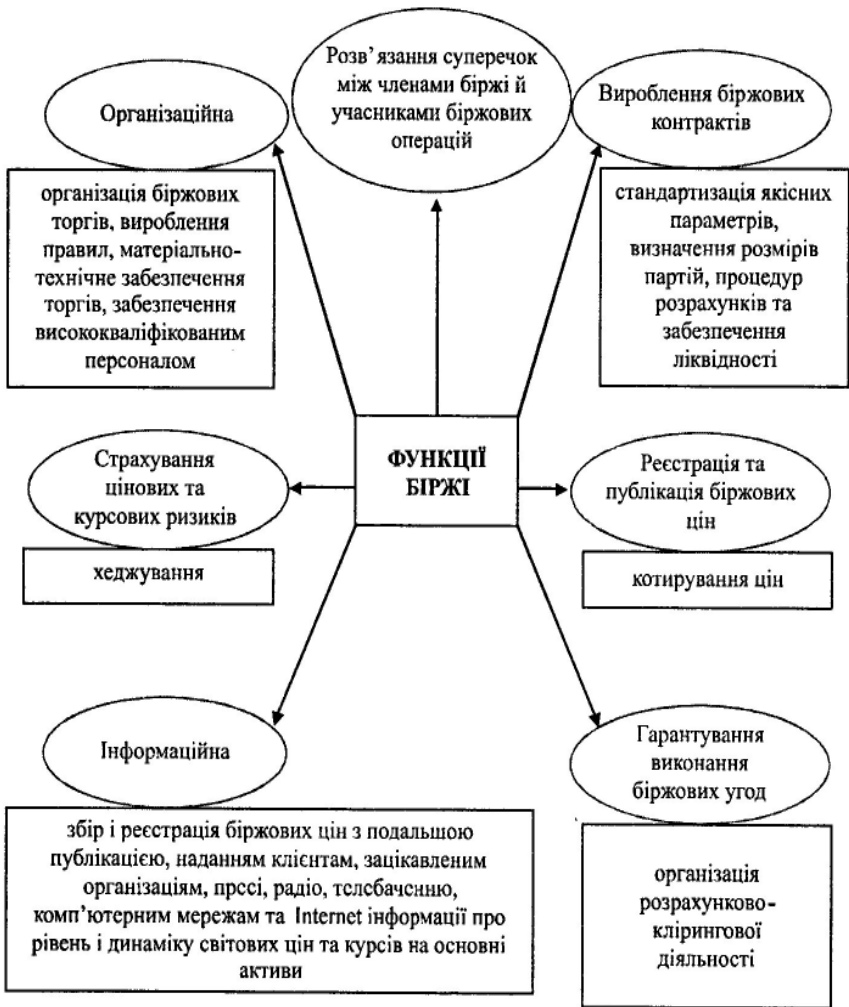 Розв’язання суперечок
між членами біржі й
учасниками біржових
операцій
Організаційна
організація біржових
торгів, вироблення
правил, матеріально-
технічне забезпечення
торгів, забезпечення
висококваліфікованим
персоналом
Вироблення біржових
контрактів
стандартизація якісних
параметрів,
визначення розмірів
партій, процедур
розрахунків та
забезпечення
ліквідності
ФУНКЦІЇ
БІРЖІ
Страхування
цінових та
курсових ризиків
хеджування
Реєстрація та
публікація біржових
цін
котирування цін
Інформаційна
збір і реєстрація біржових цін з подальшою
публікацією, наданням клієнтам, зацікавленим
організаціям, пресі, радіо, телебаченню,
комп’ютерним мережам та Internet інформації про
рівень і динаміку світових цін та курсів на основні
активи
Гарантування
виконання
біржових угод
організація
розрахунково-
клірингової
діяльності